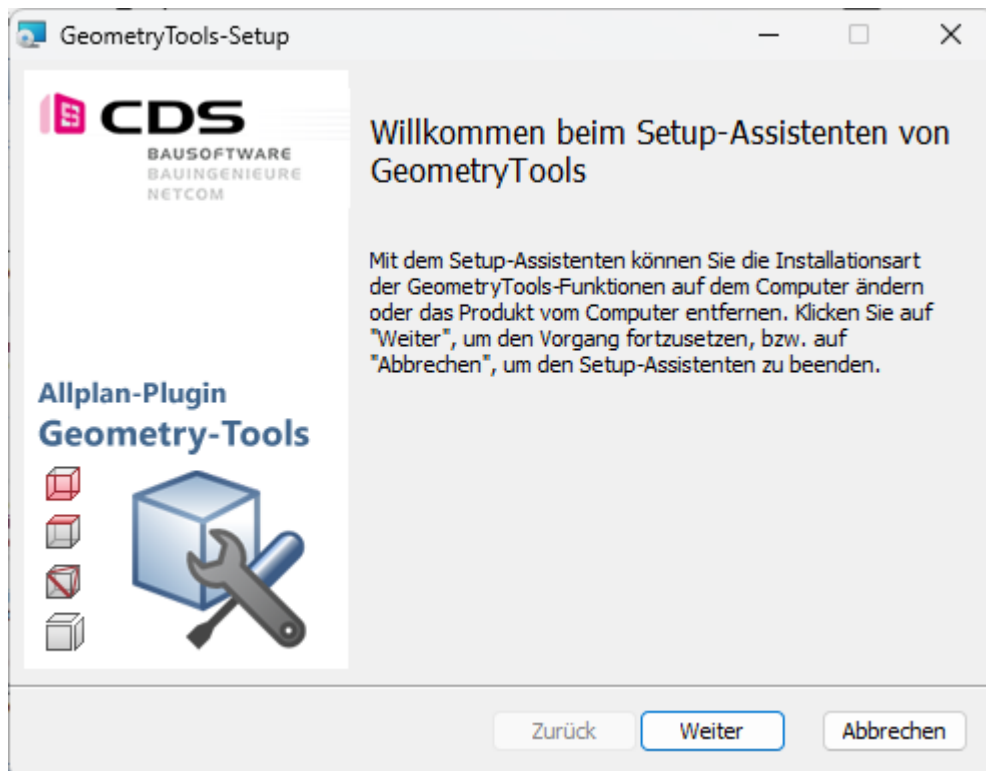 GeometryTools-Setup
CDS
BAUSOFTWARE
BAUINGENIEURE
NETCOM
Willkommen beim Setup-Assistenten von
GeometryTools
Mit dem Setup-Assistenten können Sie die Installationsart
der GeometryTools-Funktionen auf dem Computer ändern
oder das Produkt vom Computer entfernen. Klicken Sie auf
"Weiter", um den Vorgang fortzusetzen, bzw. auf
"Abbrechen", um den Setup-Assistenten zu beenden.
Allplan-Plugin
Geometry-Tools
Zurück
Weiter
Abbrechen